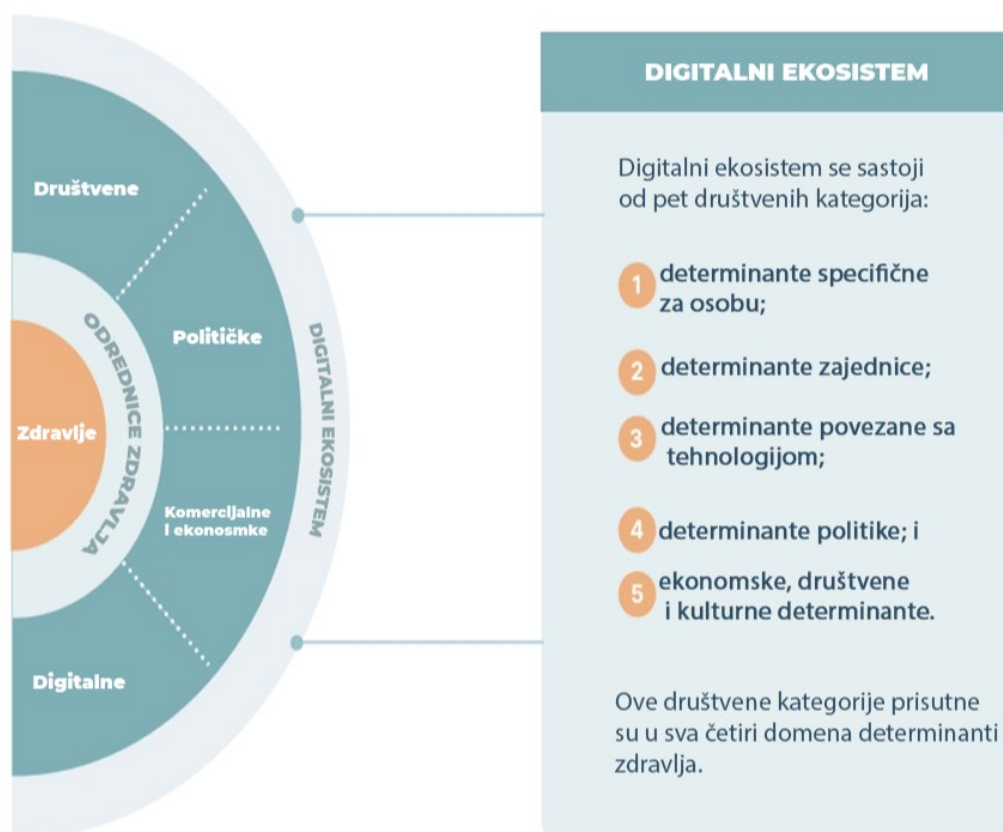 Društvene
Političke
Komercijalne
i ekonosmke
Digitalne
Zdravlje
ODREDNICE ZDRAVLJA
DIGITALNI EKOSISTEM
DIGITALNI EKOSISTEM
Digitalni ekosistem se sastoji
od pet društvenih kategorija:
1 determinante specifične
za osobu;
2 determinante zajednice;
3 determinante povezane sa
tehnologijom;
4 determinante politike; i
5 ekonomske, društvene
i kulturne determinante.
Ove društvene kategorije prisutne
su u sva četiri domena determinanti
zdravlja.